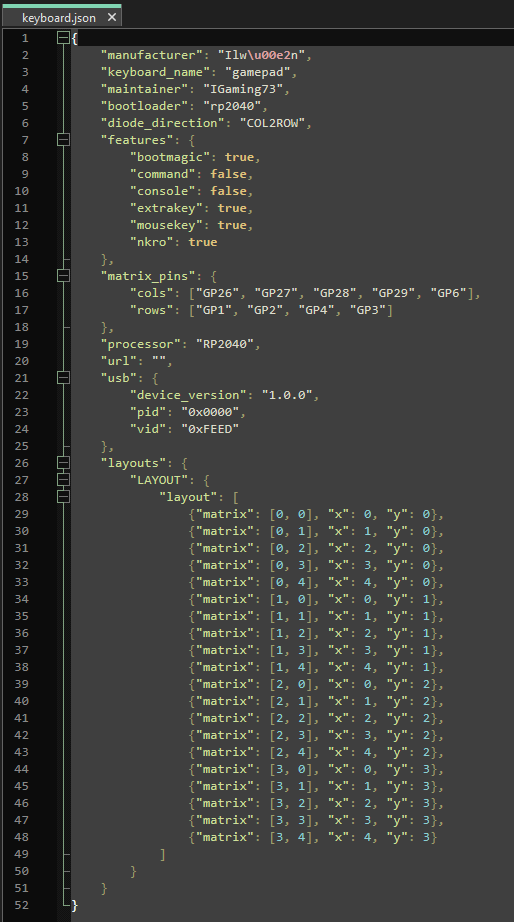 keyboard.json ✕
1 {
2 "manufacturer": "Ilw\u00e2n",
3 "keyboard_name": "gamepad",
4 "maintainer": "IGaming73",
5 "bootloader": "rp2040",
6 "diode_direction": "COL2ROW",
7 "features": {
8 "bootmagic": true,
9 "command": false,
10 "console": false,
11 "extrakey": true,
12 "mousekey": true,
13 "nkro": true
14 },
15 "matrix_pins": {
16 "cols": ["GP26", "GP27", "GP28", "GP29", "GP6"],
17 "rows": ["GP1", "GP2", "GP4", "GP3"]
18 },
19 "processor": "RP2040",
20 "url": "",
21 "usb": {
22 "device_version": "1.0.0",
23 "pid": "0x0000",
24 "vid": "0xFEED"
25 },
26 "layouts": {
27 "LAYOUT": {
28 "layout": [
29 {"matrix": [0, 0], "x": 0, "y": 0},
30 {"matrix": [0, 1], "x": 1, "y": 0},
31 {"matrix": [0, 2], "x": 2, "y": 0},
32 {"matrix": [0, 3], "x": 3, "y": 0},
33 {"matrix": [0, 4], "x": 4, "y": 0},
34 {"matrix": [1, 0], "x": 0, "y": 1},
35 {"matrix": [1, 1], "x": 1, "y": 1},
36 {"matrix": [1, 2], "x": 2, "y": 1},
37 {"matrix": [1, 3], "x": 3, "y": 1},
38 {"matrix": [1, 4], "x": 4, "y": 1},
39 {"matrix": [2, 0], "x": 0, "y": 2},
40 {"matrix": [2, 1], "x": 1, "y": 2},
41 {"matrix": [2, 2], "x": 2, "y": 2},
42 {"matrix": [2, 3], "x": 3, "y": 2},
43 {"matrix": [2, 4], "x": 4, "y": 2},
44 {"matrix": [3, 0], "x": 0, "y": 3},
45 {"matrix": [3, 1], "x": 1, "y": 3},
46 {"matrix": [3, 2], "x": 2, "y": 3},
47 {"matrix": [3, 3], "x": 3, "y": 3},
48 {"matrix": [3, 4], "x": 4, "y": 3}
49 ]
50 }
51 }
52 }